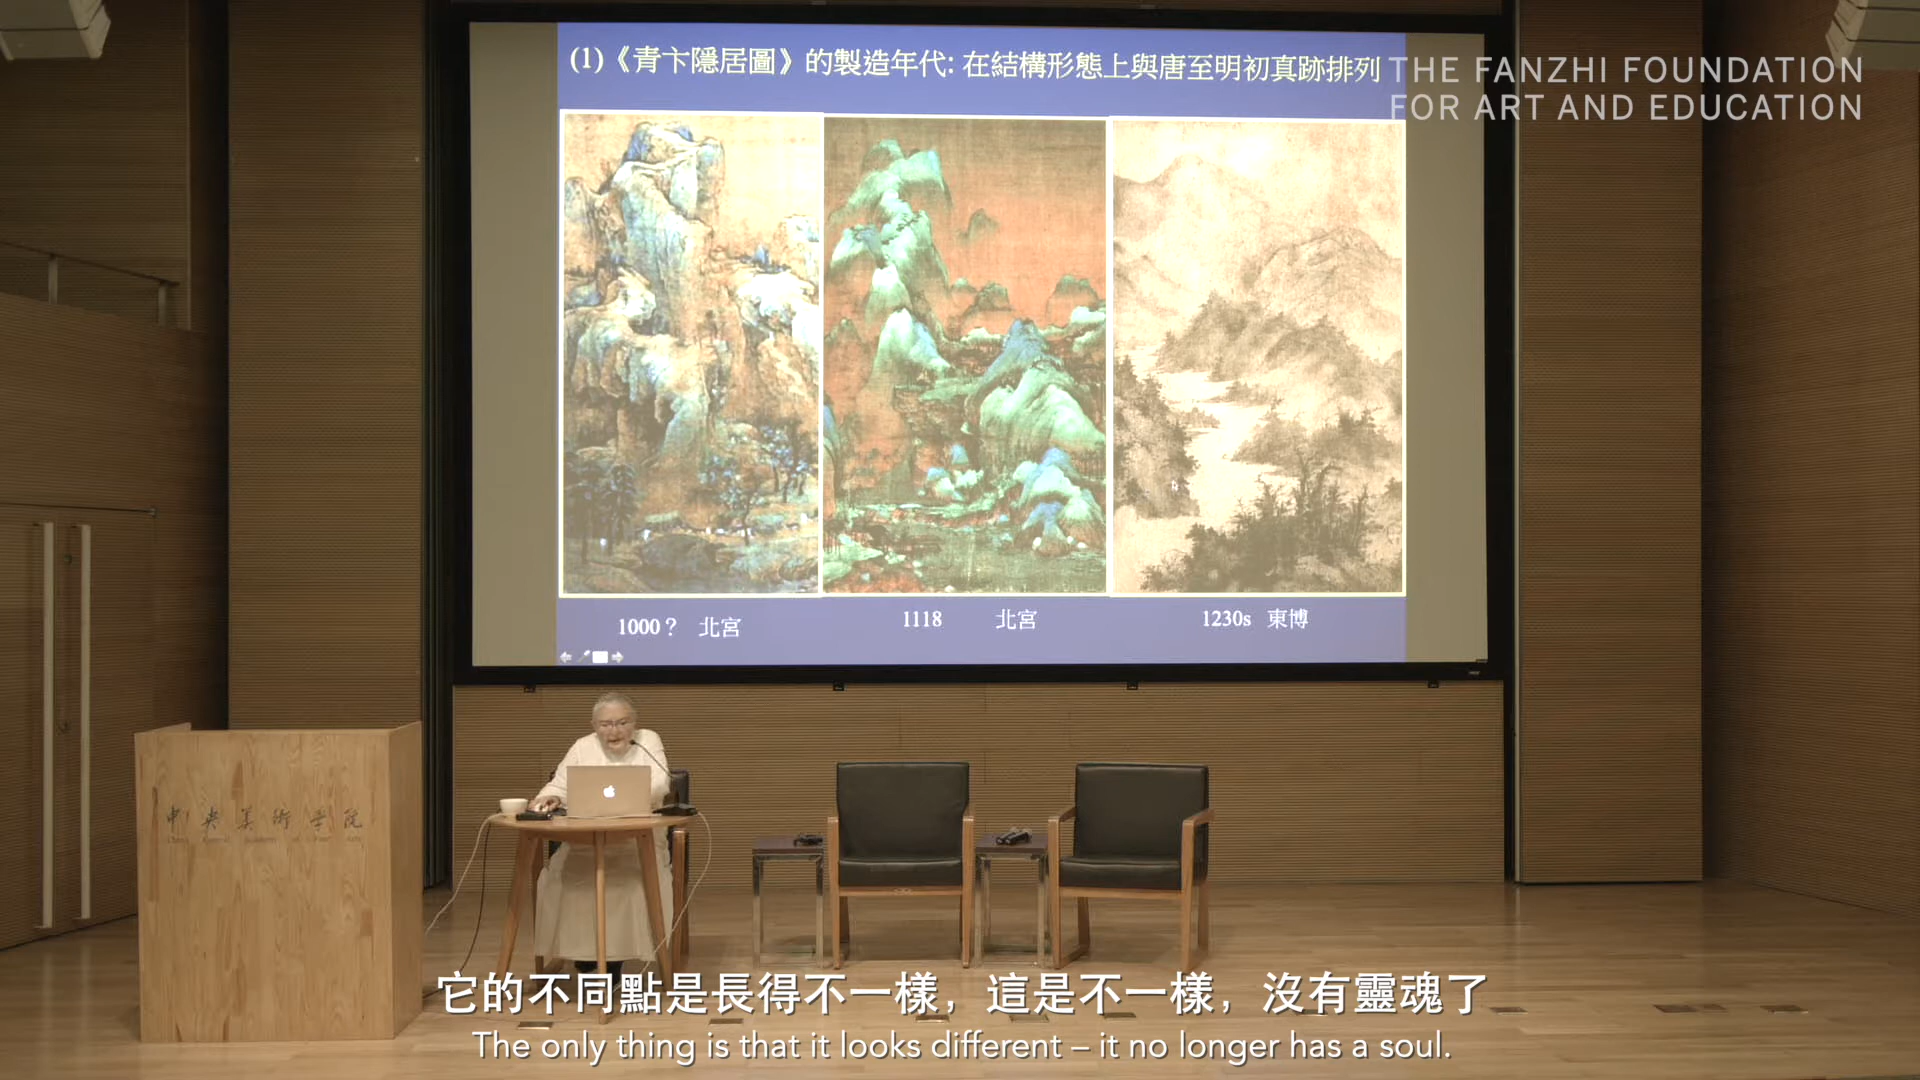 (1)《青卞隱居圖》的製造年代: 在結構形態上與唐至明初真跡排列
THE FANZHI FOUNDATION
FOR ART AND EDUCATION
1000？ 北宮
1118 北宮
1230s 東博
中央美術學院
它的不同點是長得不一樣，這是不一樣，沒有靈魂了
The only thing is that it looks different – it no longer has a soul.